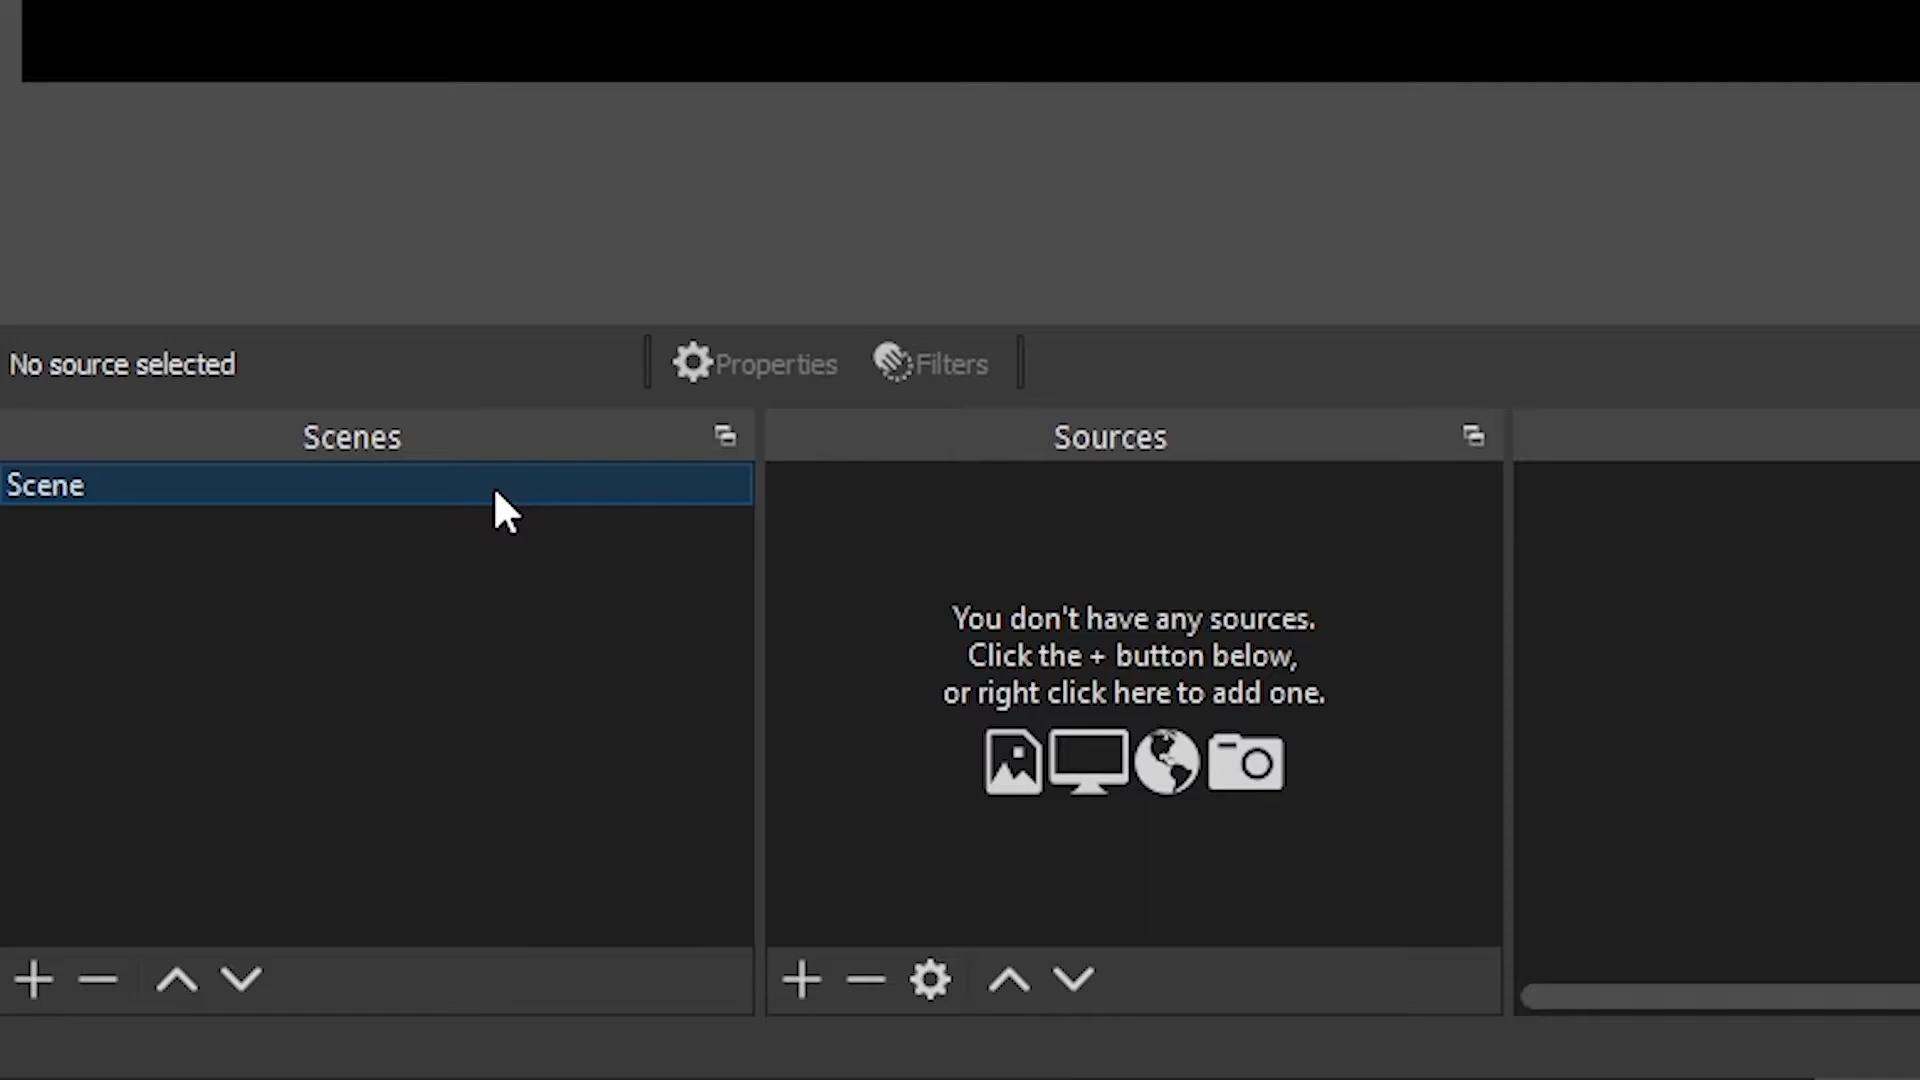 No source selected
Properties
Filters
Scenes
Sources
Scene
You don't have any sources.
Click the + button below,
or right click here to add one.